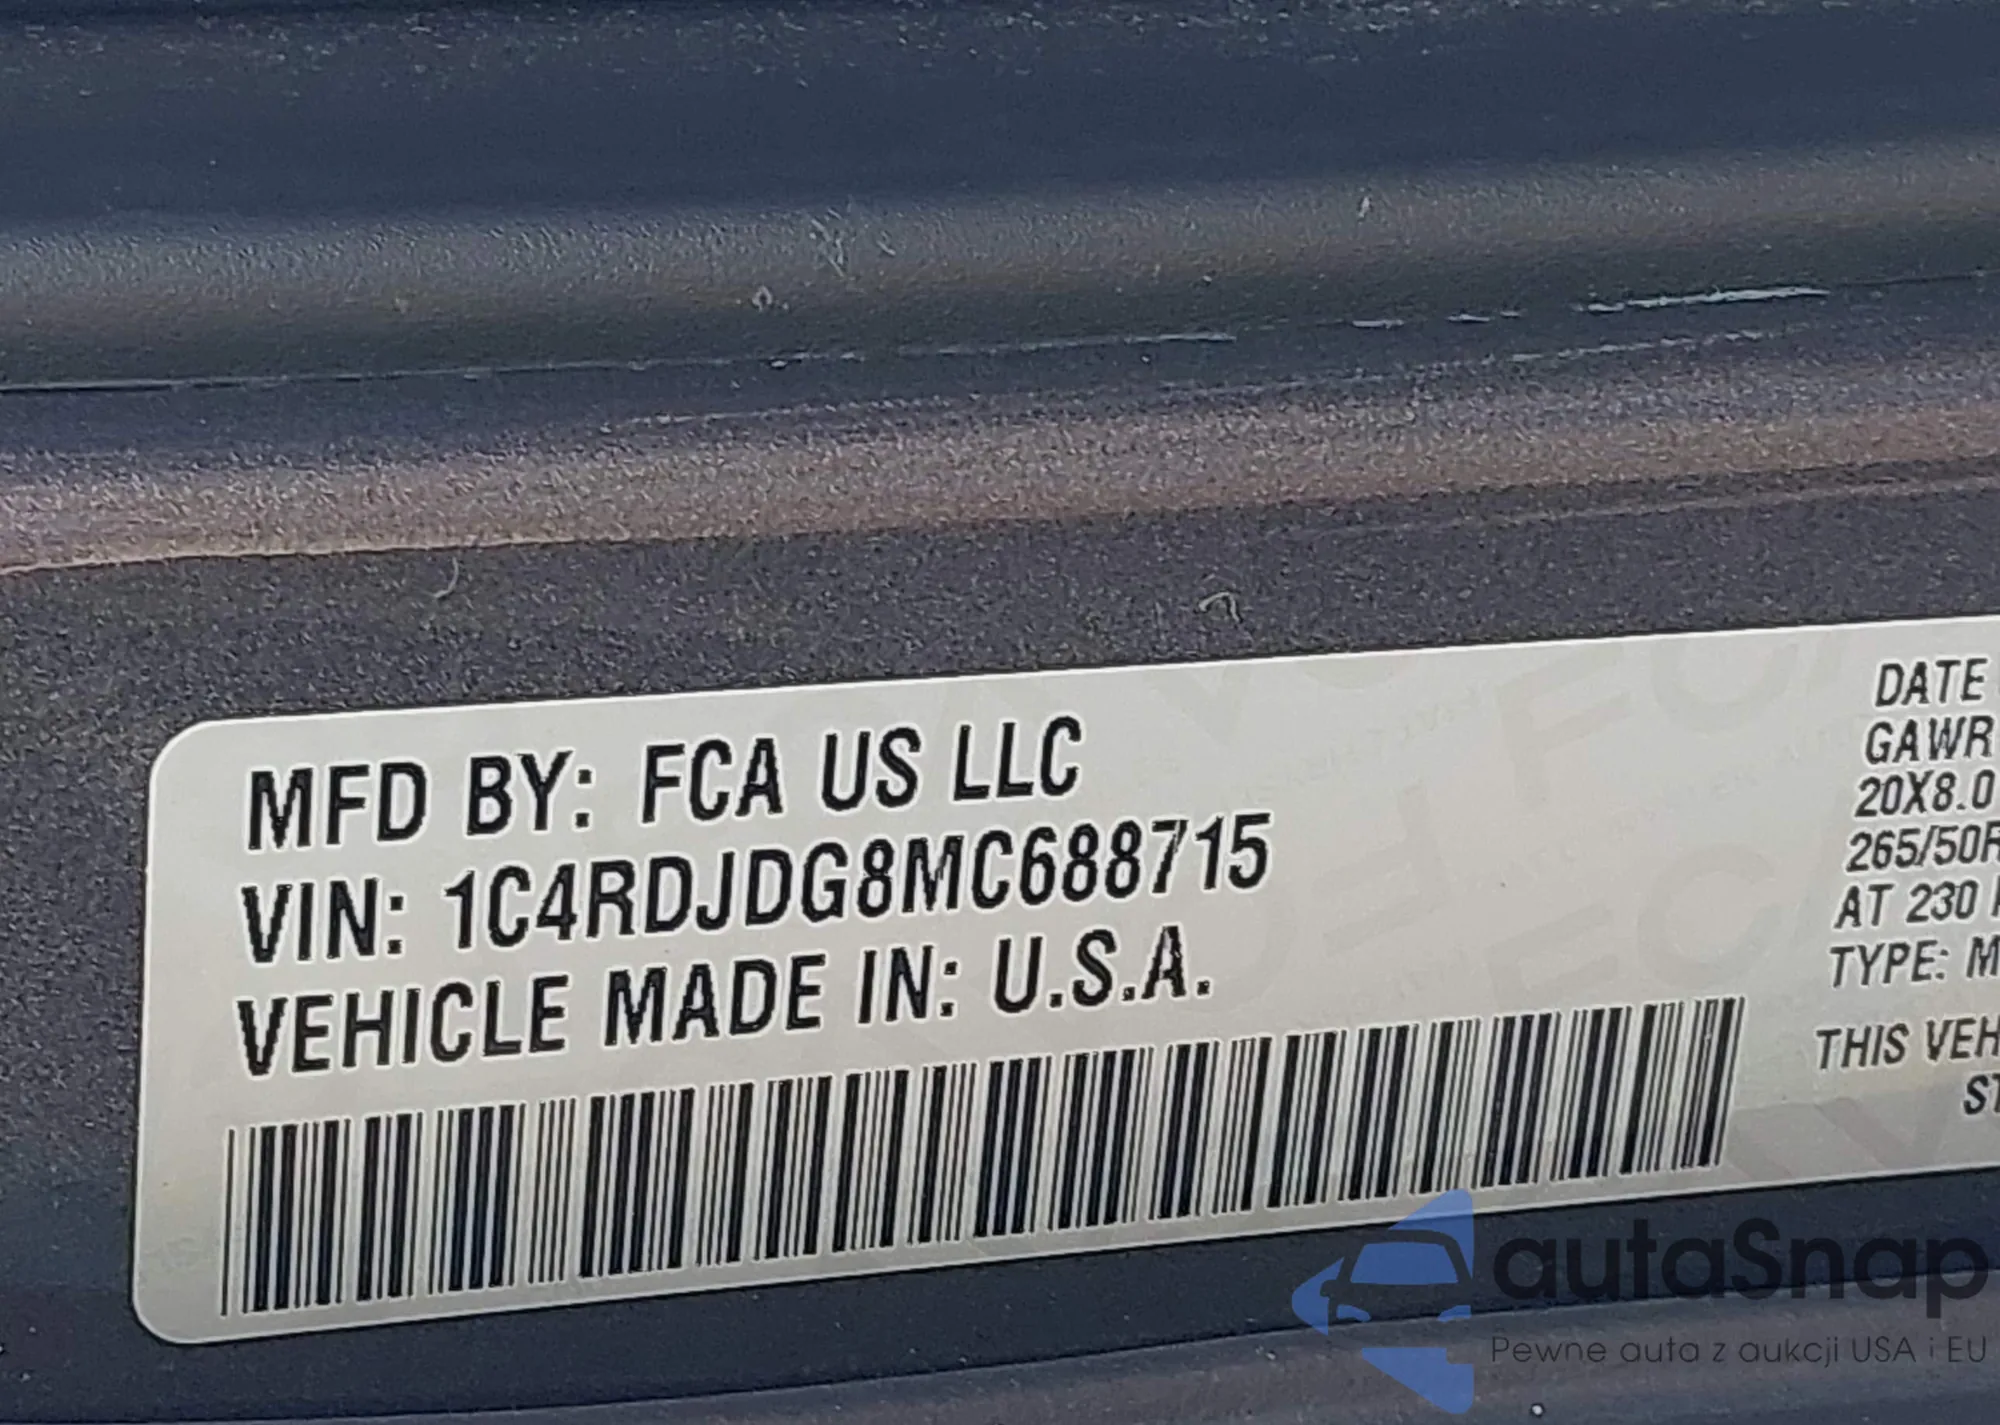 MFD BY: FCA US LLC
VIN: 1C4RDJDG8MC688715
VEHICLE MADE IN: U.S.A.
DATE
GAWR
20X8.0
265/50R
AT 230
TYPE: M
THIS VEH
ST
autaSnap
Pewne auta z aukcji USA i EU